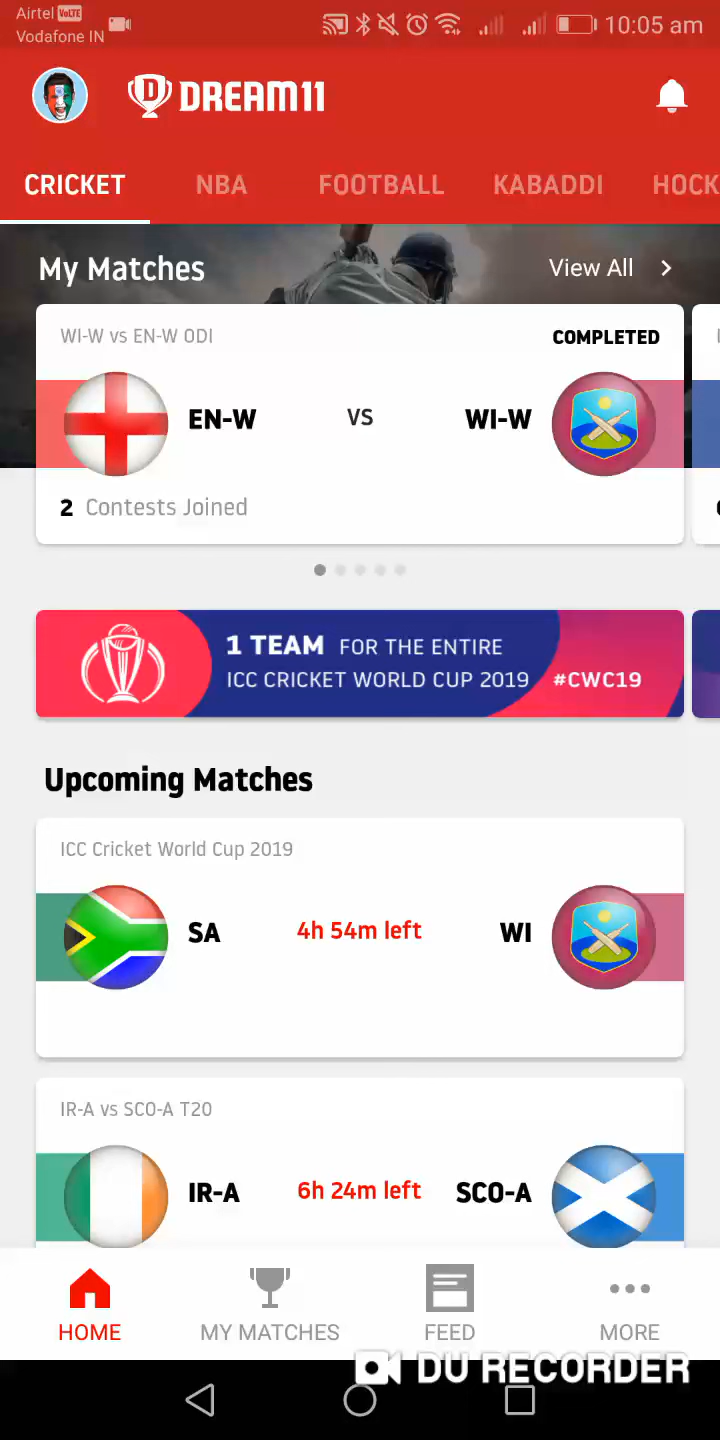 Airtel VoLTE
Vodafone IN
10:05 am
DREAM11
CRICKET NBA FOOTBALL KABADDI HOCK
My Matches View All
WI-W vs EN-W ODI COMPLETED
EN-W VS WI-W
2 Contests Joined
1 TEAM FOR THE ENTIRE
ICC CRICKET WORLD CUP 2019 #CWC19
Upcoming Matches
ICC Cricket World Cup 2019
SA 4h 54m left WI
IR-A vs SCO-A T20
IR-A 6h 24m left SCO-A
HOME MY MATCHES FEED MORE
DU RECORDER